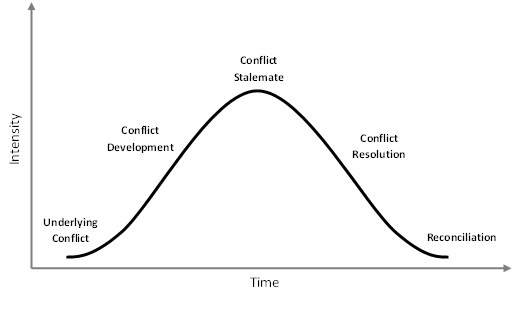 Conflict
Stalemate
Conflict
Development
Conflict
Resolution
Underlying
Conflict
Reconciliation
Intensity
Time